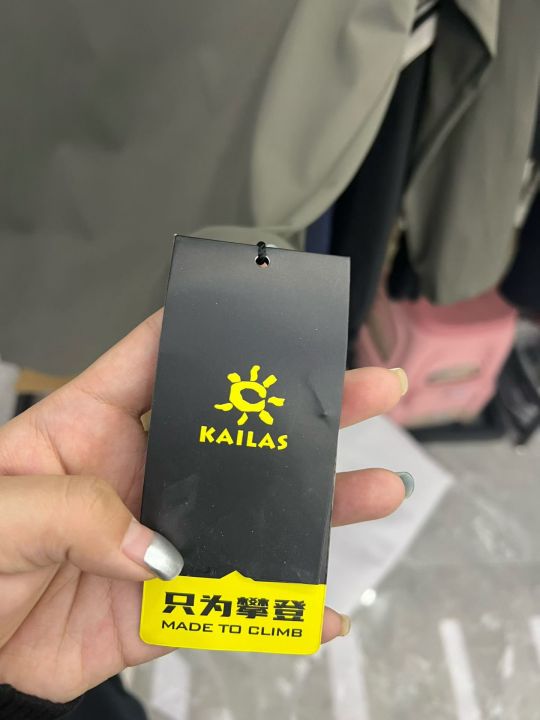 KAILAS
只为攀登
MADE TO CLIMB